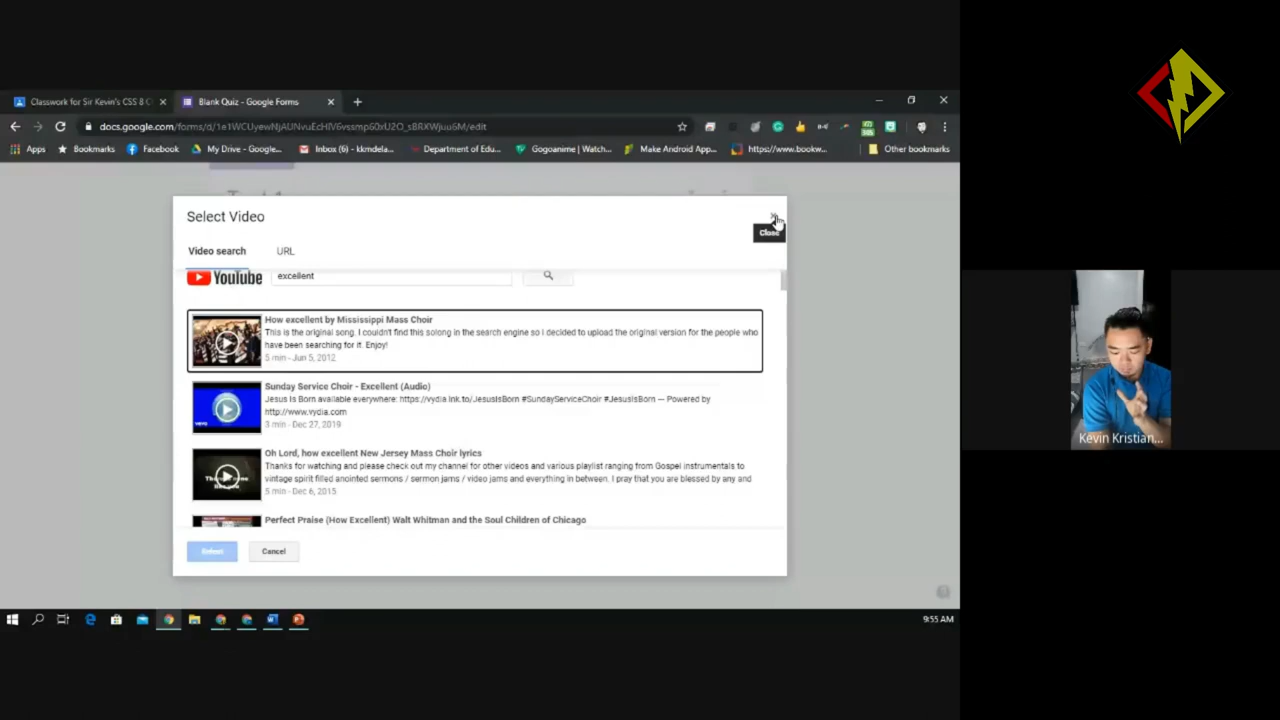 Classwork for Sir Kevin's CSS 8 C
Blank Quiz - Google Forms
docs.google.com/forms/d/1e1WCUyewNjAUNvuEcHIV6vssmp60xU2O_sBRXWjuu6M/edit
Apps Bookmarks Facebook My Drive - Google... Inbox (6) - kkmdela... Department of Edu... Gogoanime | Watch... Make Android App... https://www.bookw... Other bookmarks
Select Video
Close
Video search URL
YouTube excellent
How excellent by Mississippi Mass Choir
This is the original song. I couldn't find this solong in the search engine so I decided to upload the original version for the people who
have been searching for it. Enjoy!
5 min - Jun 5, 2012
Sunday Service Choir - Excellent (Audio)
Jesus Is Born available everywhere: https://vydia.lnk.to/JesusIsBorn #SundayServiceChoir #JesusIsBorn — Powered by
http://www.vydia.com
3 min - Dec 27, 2019
Oh Lord, how excellent New Jersey Mass Choir lyrics
Thanks for watching and please check out my channel for other videos and various playlist ranging from Gospel instrumentals to
vintage spirit filled anointed sermons / sermon jams / video jams and everything in between. I pray that you are blessed by any and
5 min - Dec 6, 2015
Perfect Praise (How Excellent) Walt Whitman and the Soul Children of Chicago
Select Cancel
Kevin Kristian...
9:55 AM